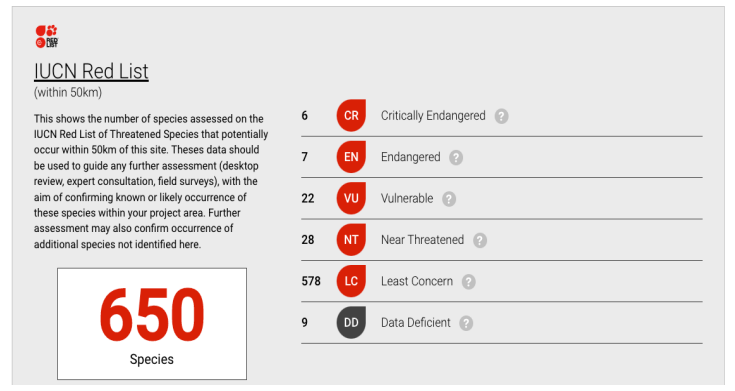 RED
LIST
IUCN Red List
(within 50km)
This shows the number of species assessed on the
IUCN Red List of Threatened Species that potentially
occur within 50km of this site. Theses data should
be used to guide any further assessment (desktop
review, expert consultation, field surveys), with the
aim of confirming known or likely occurrence of
these species within your project area. Further
assessment may also confirm occurrence of
additional species not identified here.
650
Species
6 CR Critically Endangered ?
7 EN Endangered ?
22 VU Vulnerable ?
28 NT Near Threatened ?
578 LC Least Concern ?
9 DD Data Deficient ?